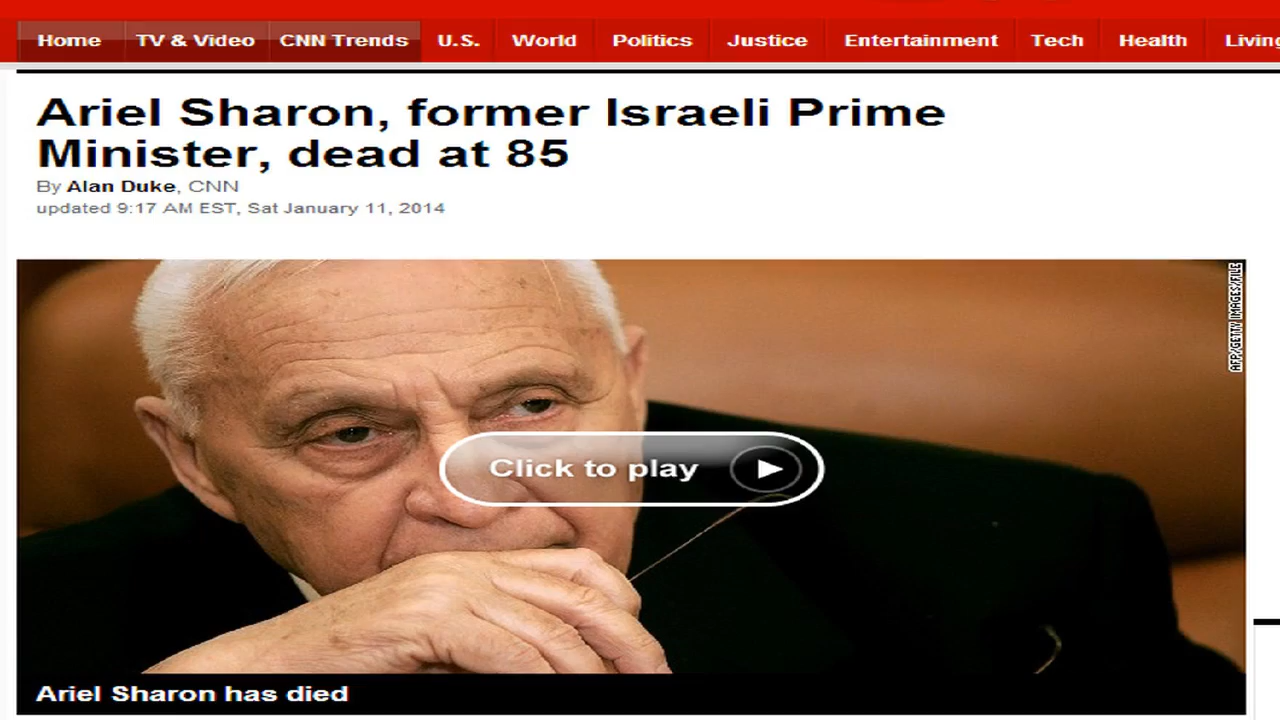 Home TV & Video CNN Trends U.S. World Politics Justice Entertainment Tech Health
Ariel Sharon, former Israeli Prime
Minister, dead at 85
By Alan Duke, CNN
updated 9:17 AM EST, Sat January 11, 2014
AFP/GETTY IMAGES/FILE
Click to play
Ariel Sharon has died